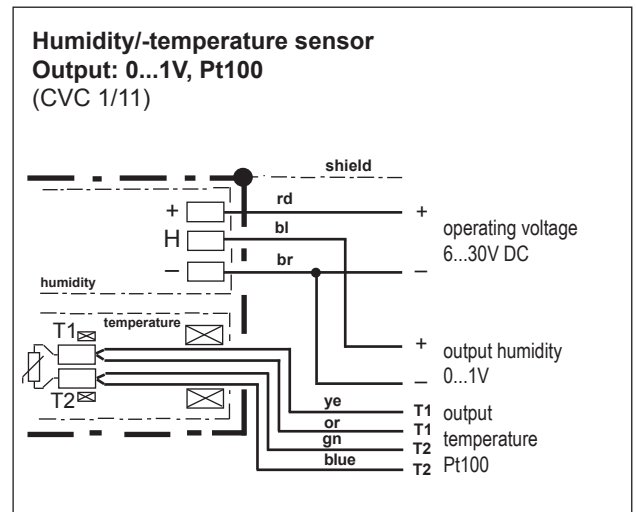 Humidity/-temperature sensor
Output: 0...1V, Pt100
(CVC 1/11)
shield
rd
+
+
operating voltage
6...30V DC
bl
H
br
–
–
humidity
temperature
T1
T2
+
output humidity
0...1V
–
ye
T1
output
or
T1
temperature
gn
T2
Pt100
blue
T2